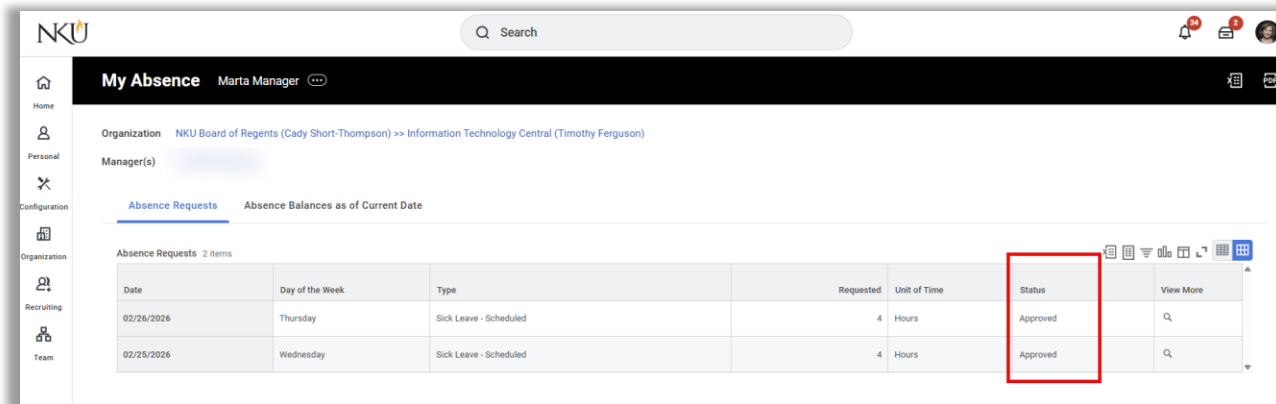 NKU
Search
34
2
Home
Personal
Configuration
Organization
Recruiting
Team
My Absence Marta Manager
PDF
Organization NKU Board of Regents (Cady Short-Thompson) >> Information Technology Central (Timothy Ferguson)
Manager(s)
Absence Requests Absence Balances as of Current Date
Absence Requests 2 items
Date Day of the Week Type Requested Unit of Time Status View More
02/26/2026 Thursday Sick Leave - Scheduled 4 Hours Approved
02/25/2026 Wednesday Sick Leave - Scheduled 4 Hours Approved